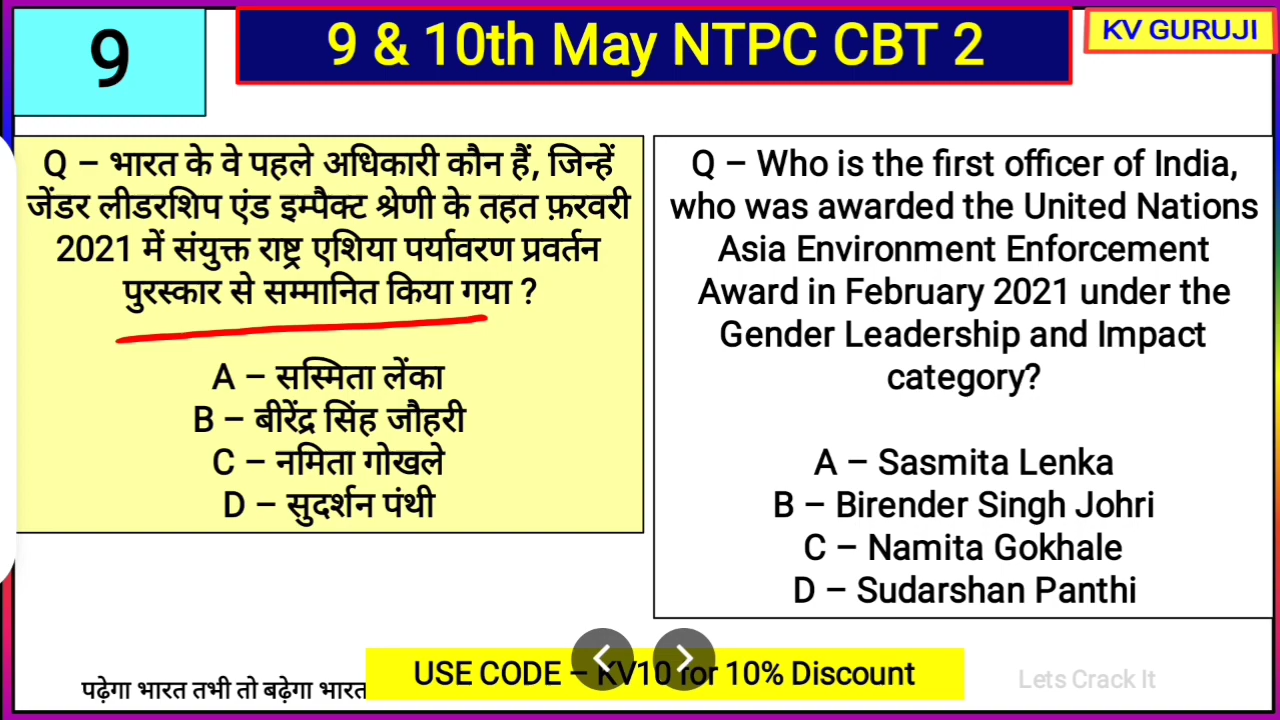 9
9 & 10th May NTPC CBT 2
KV GURUJI
Q – भारत के वे पहले अधिकारी कौन हैं, जिन्हें
जेंडर लीडरशिप एंड इम्पैक्ट श्रेणी के तहत फ़रवरी
2021 में संयुक्त राष्ट्र एशिया पर्यावरण प्रवर्तन
पुरस्कार से सम्मानित किया गया ?
A – सस्मिता लेंका
B – बीरेंद्र सिंह जौहरी
C – नमिता गोखले
D – सुदर्शन पंथी
Q – Who is the first officer of India,
who was awarded the United Nations
Asia Environment Enforcement
Award in February 2021 under the
Gender Leadership and Impact
category?
A – Sasmita Lenka
B – Birender Singh Johri
C – Namita Gokhale
D – Sudarshan Panthi
पढ़ेगा भारत तभी तो बढ़ेगा भारत
USE CODE – KV10 for 10% Discount
Lets Crack It